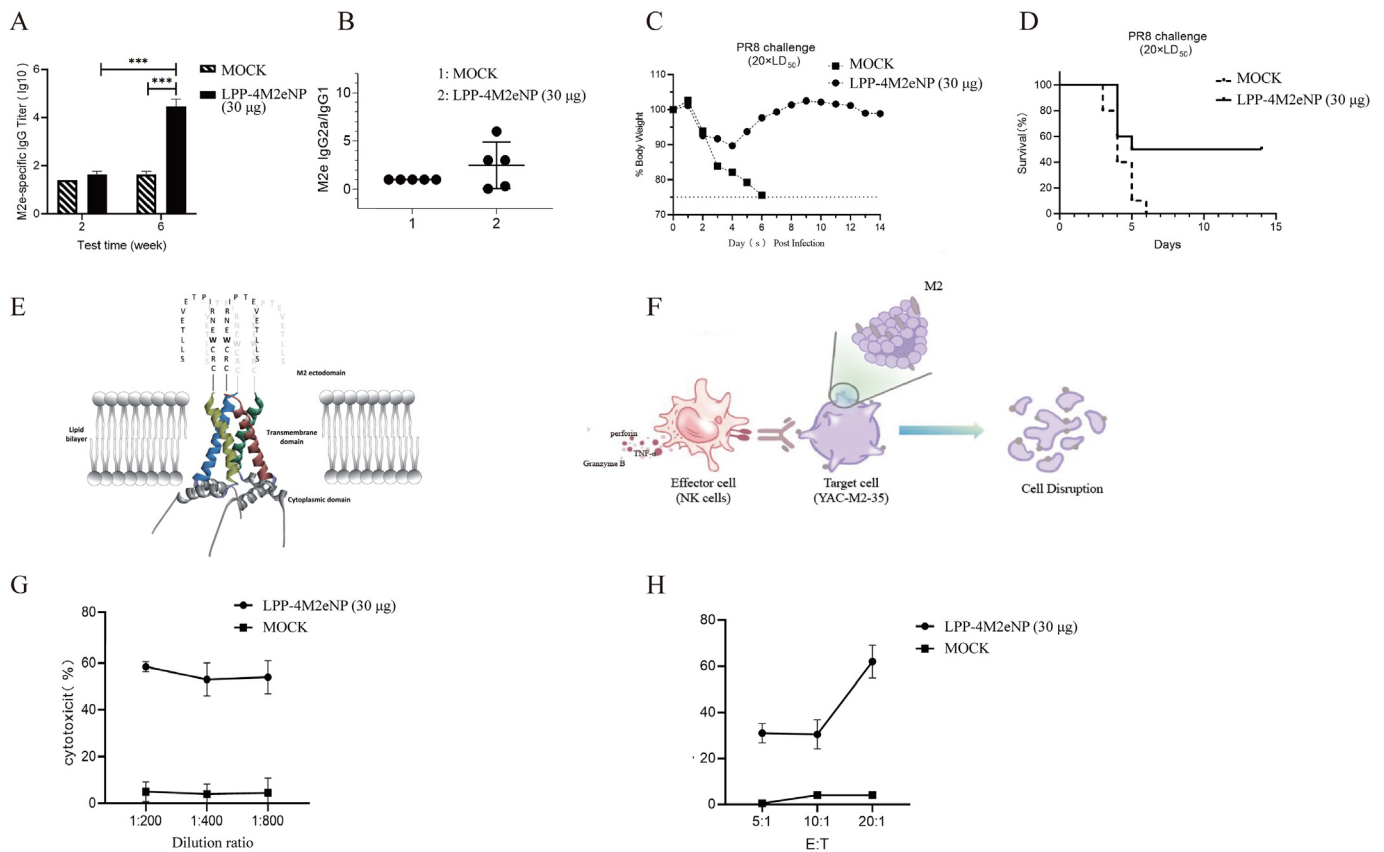 A
M2e-specific IgG Titer (lg10)
6
4
2
0
***
***
MOCK
LPP-4M2eNP
(30 μg)
2
6
Test time (week)
B
M2e IgG2a/IgG1
10
5
0
1: MOCK
2: LPP-4M2eNP (30 μg)
1
2
C
PR8 challenge
(20×LD50)
MOCK
LPP-4M2eNP (30 μg)
% Body Weight
110
100
90
80
70
0
2
4
6
8
10
12
14
Day (s) Post Infection
D
PR8 challenge
(20×LD50)
MOCK
LPP-4M2eNP (30 μg)
Survival(%)
100
80
60
40
20
0
0
5
10
15
Days
E
SLLTEVETPIRNEWCRC
SLLTEVETPIRNEWCRC
M2 ectodomain
Lipid
bilayer
Transmembrane
domain
Cytoplasmic domain
F
M2
perforin
TNF-α
Granzyme B
Effector cell
(NK cells)
Target cell
(YAC-M2-35)
Cell Disruption
G
LPP-4M2eNP (30 μg)
MOCK
cytotoxicit(%)
80
60
40
20
0
1:200
1:400
1:800
Dilution ratio
H
LPP-4M2eNP (30 μg)
MOCK
80
60
40
20
0
5:1
10:1
20:1
E:T